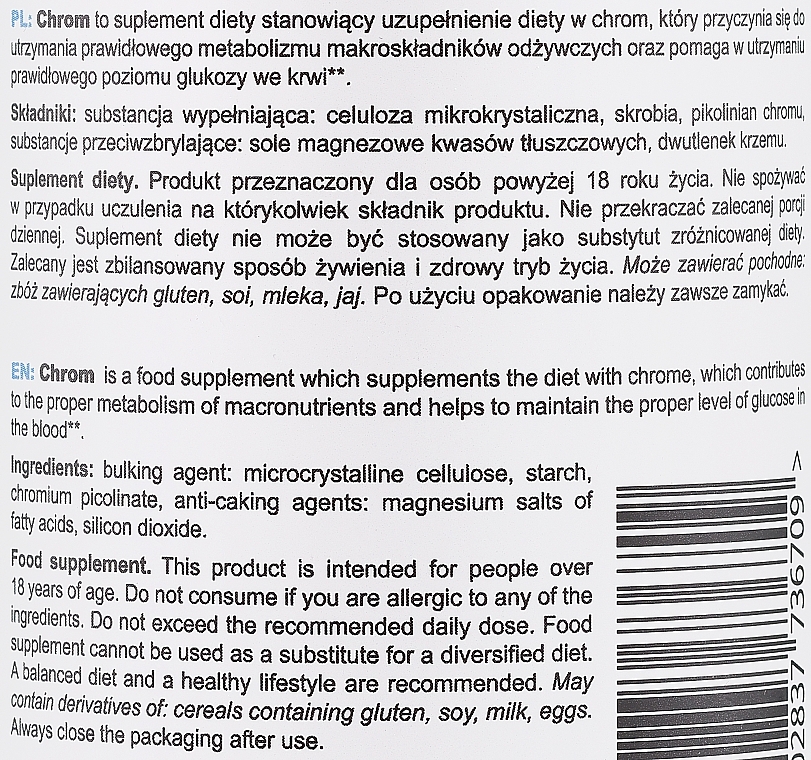 PL: Chrom to suplement diety stanowiący uzupełnienie diety w chrom, który przyczynia się do
utrzymania prawidłowego metabolizmu makroskładników odżywczych oraz pomaga w utrzymaniu
prawidłowego poziomu glukozy we krwi**.
Składniki: substancja wypełniająca: celuloza mikrokrystaliczna, skrobia, pikolinian chromu,
substancje przeciwzbrylające: sole magnezowe kwasów tłuszczowych, dwutlenek krzemu.
Suplement diety. Produkt przeznaczony dla osób powyżej 18 roku życia. Nie spożywać
w przypadku uczulenia na którykolwiek składnik produktu. Nie przekraczać zalecanej porcji
dziennej. Suplement diety nie może być stosowany jako substytut zróżnicowanej diety.
Zalecany jest zbilansowany sposób żywienia i zdrowy tryb życia. Może zawierać pochodne:
zbóż zawierających gluten, soi, mleka, jaj. Po użyciu opakowanie należy zawsze zamykać.
EN: Chrom is a food supplement which supplements the diet with chrome, which contributes
to the proper metabolism of macronutrients and helps to maintain the proper level of glucose in
the blood**.
Ingredients: bulking agent: microcrystalline cellulose, starch,
chromium picolinate, anti-caking agents: magnesium salts of
fatty acids, silicon dioxide.
Food supplement. This product is intended for people over
18 years of age. Do not consume if you are allergic to any of the
ingredients. Do not exceed the recommended daily dose. Food
supplement cannot be used as a substitute for a diversified diet.
A balanced diet and a healthy lifestyle are recommended. May
contain derivatives of: cereals containing gluten, soy, milk, eggs.
Always close the packaging after use.
02837 736709 >